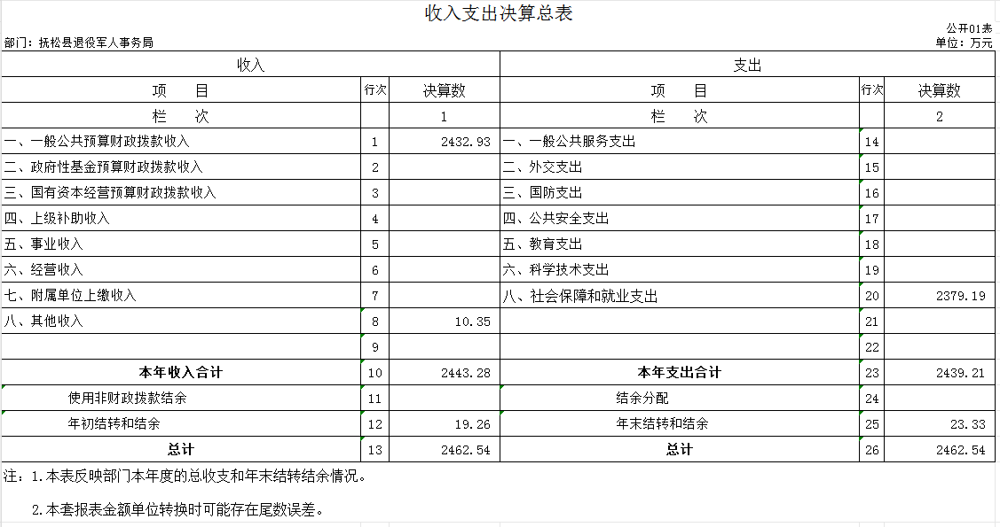 收入支出决算总表
公开01表
部门：抚松县退役军人事务局 单位：万元
收入 支出
项 目 行次 决算数 项 目 行次 决算数
栏 次 1 栏 次 2
一、一般公共预算财政拨款收入 1 2432.93 一、一般公共服务支出 14
二、政府性基金预算财政拨款收入 2 二、外交支出 15
三、国有资本经营预算财政拨款收入 3 三、国防支出 16
四、上级补助收入 4 四、公共安全支出 17
五、事业收入 5 五、教育支出 18
六、经营收入 6 六、科学技术支出 19
七、附属单位上缴收入 7 八、社会保障和就业支出 20 2379.19
八、其他收入 8 10.35 21
9 22
本年收入合计 10 2443.28 本年支出合计 23 2439.21
使用非财政拨款结余 11 结余分配 24
年初结转和结余 12 19.26 年末结转和结余 25 23.33
总计 13 2462.54 总计 26 2462.54
注：1.本表反映部门本年度的总收支和年末结转结余情况。
2.本套报表金额单位转换时可能存在尾数误差。